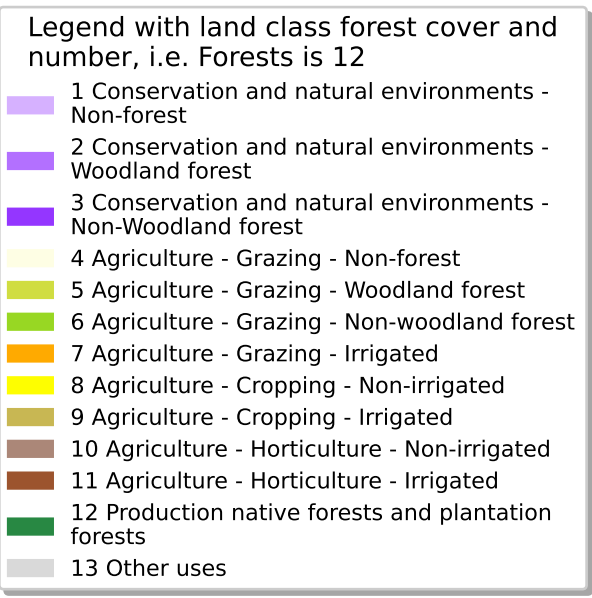 Legend with land class forest cover and
number, i.e. Forests is 12
1 Conservation and natural environments -
Non-forest
2 Conservation and natural environments -
Woodland forest
3 Conservation and natural environments -
Non-Woodland forest
4 Agriculture - Grazing - Non-forest
5 Agriculture - Grazing - Woodland forest
6 Agriculture - Grazing - Non-woodland forest
7 Agriculture - Grazing - Irrigated
8 Agriculture - Cropping - Non-irrigated
9 Agriculture - Cropping - Irrigated
10 Agriculture - Horticulture - Non-irrigated
11 Agriculture - Horticulture - Irrigated
12 Production native forests and plantation
forests
13 Other uses